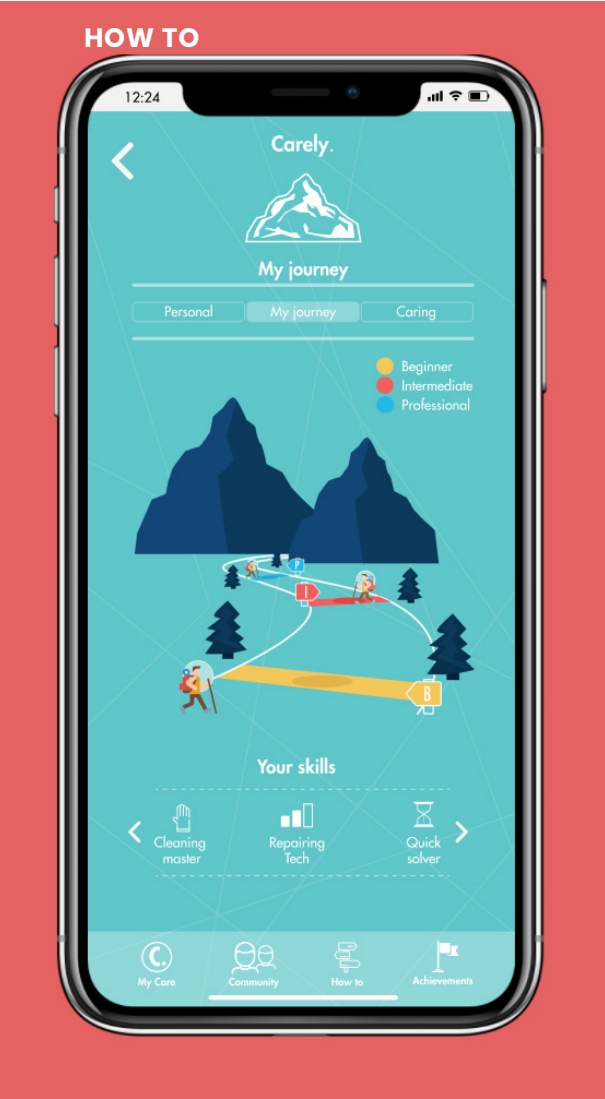 HOW TO
12:24
Carely.
My journey
Personal
My journey
Caring
Beginner
Intermediate
Professional
P
I
B
Your skills
Cleaning
master
Repairing
Tech
Quick
solver
C.
My Care
Community
How to
Achievements